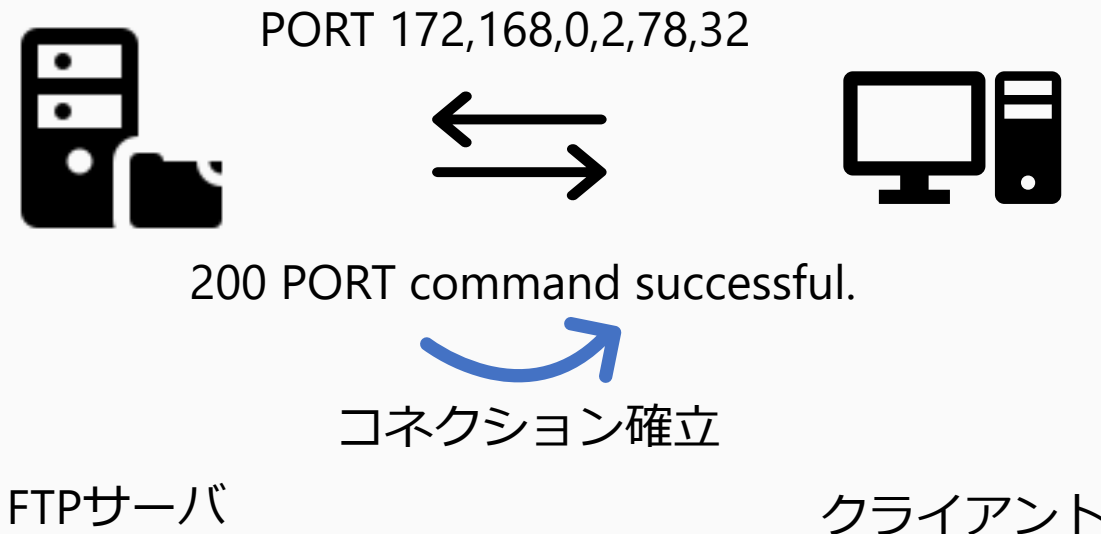 PORT 172,168,0,2,78,32
200 PORT command successful.
コネクション確立
FTPサーバ
クライアント